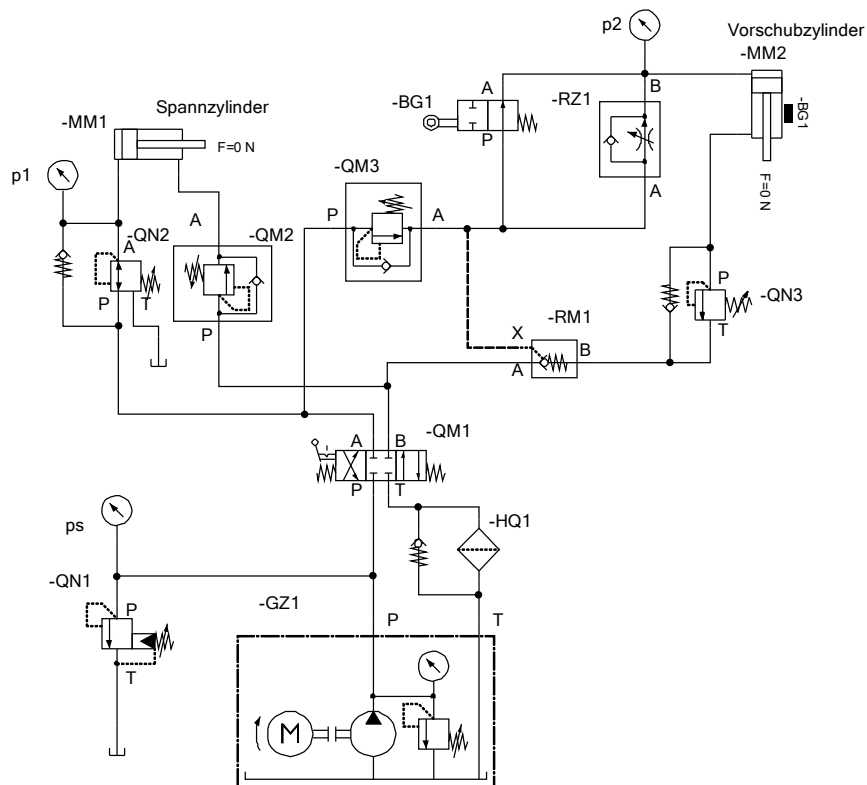 p2
Vorschubzylinder
-MM2
-BG1
A
P
-RZ1
B
A
-BG1
F=0 N
Spannzylinder
-MM1
F=0 N
p1
-QN2
A
P
T
A
-QM2
P
-QM3
P
A
-RM1
X
A
B
P
-QN3
T
A
B
-QM1
P
T
-HQ1
ps
-QN1
P
T
-GZ1
P
T
M